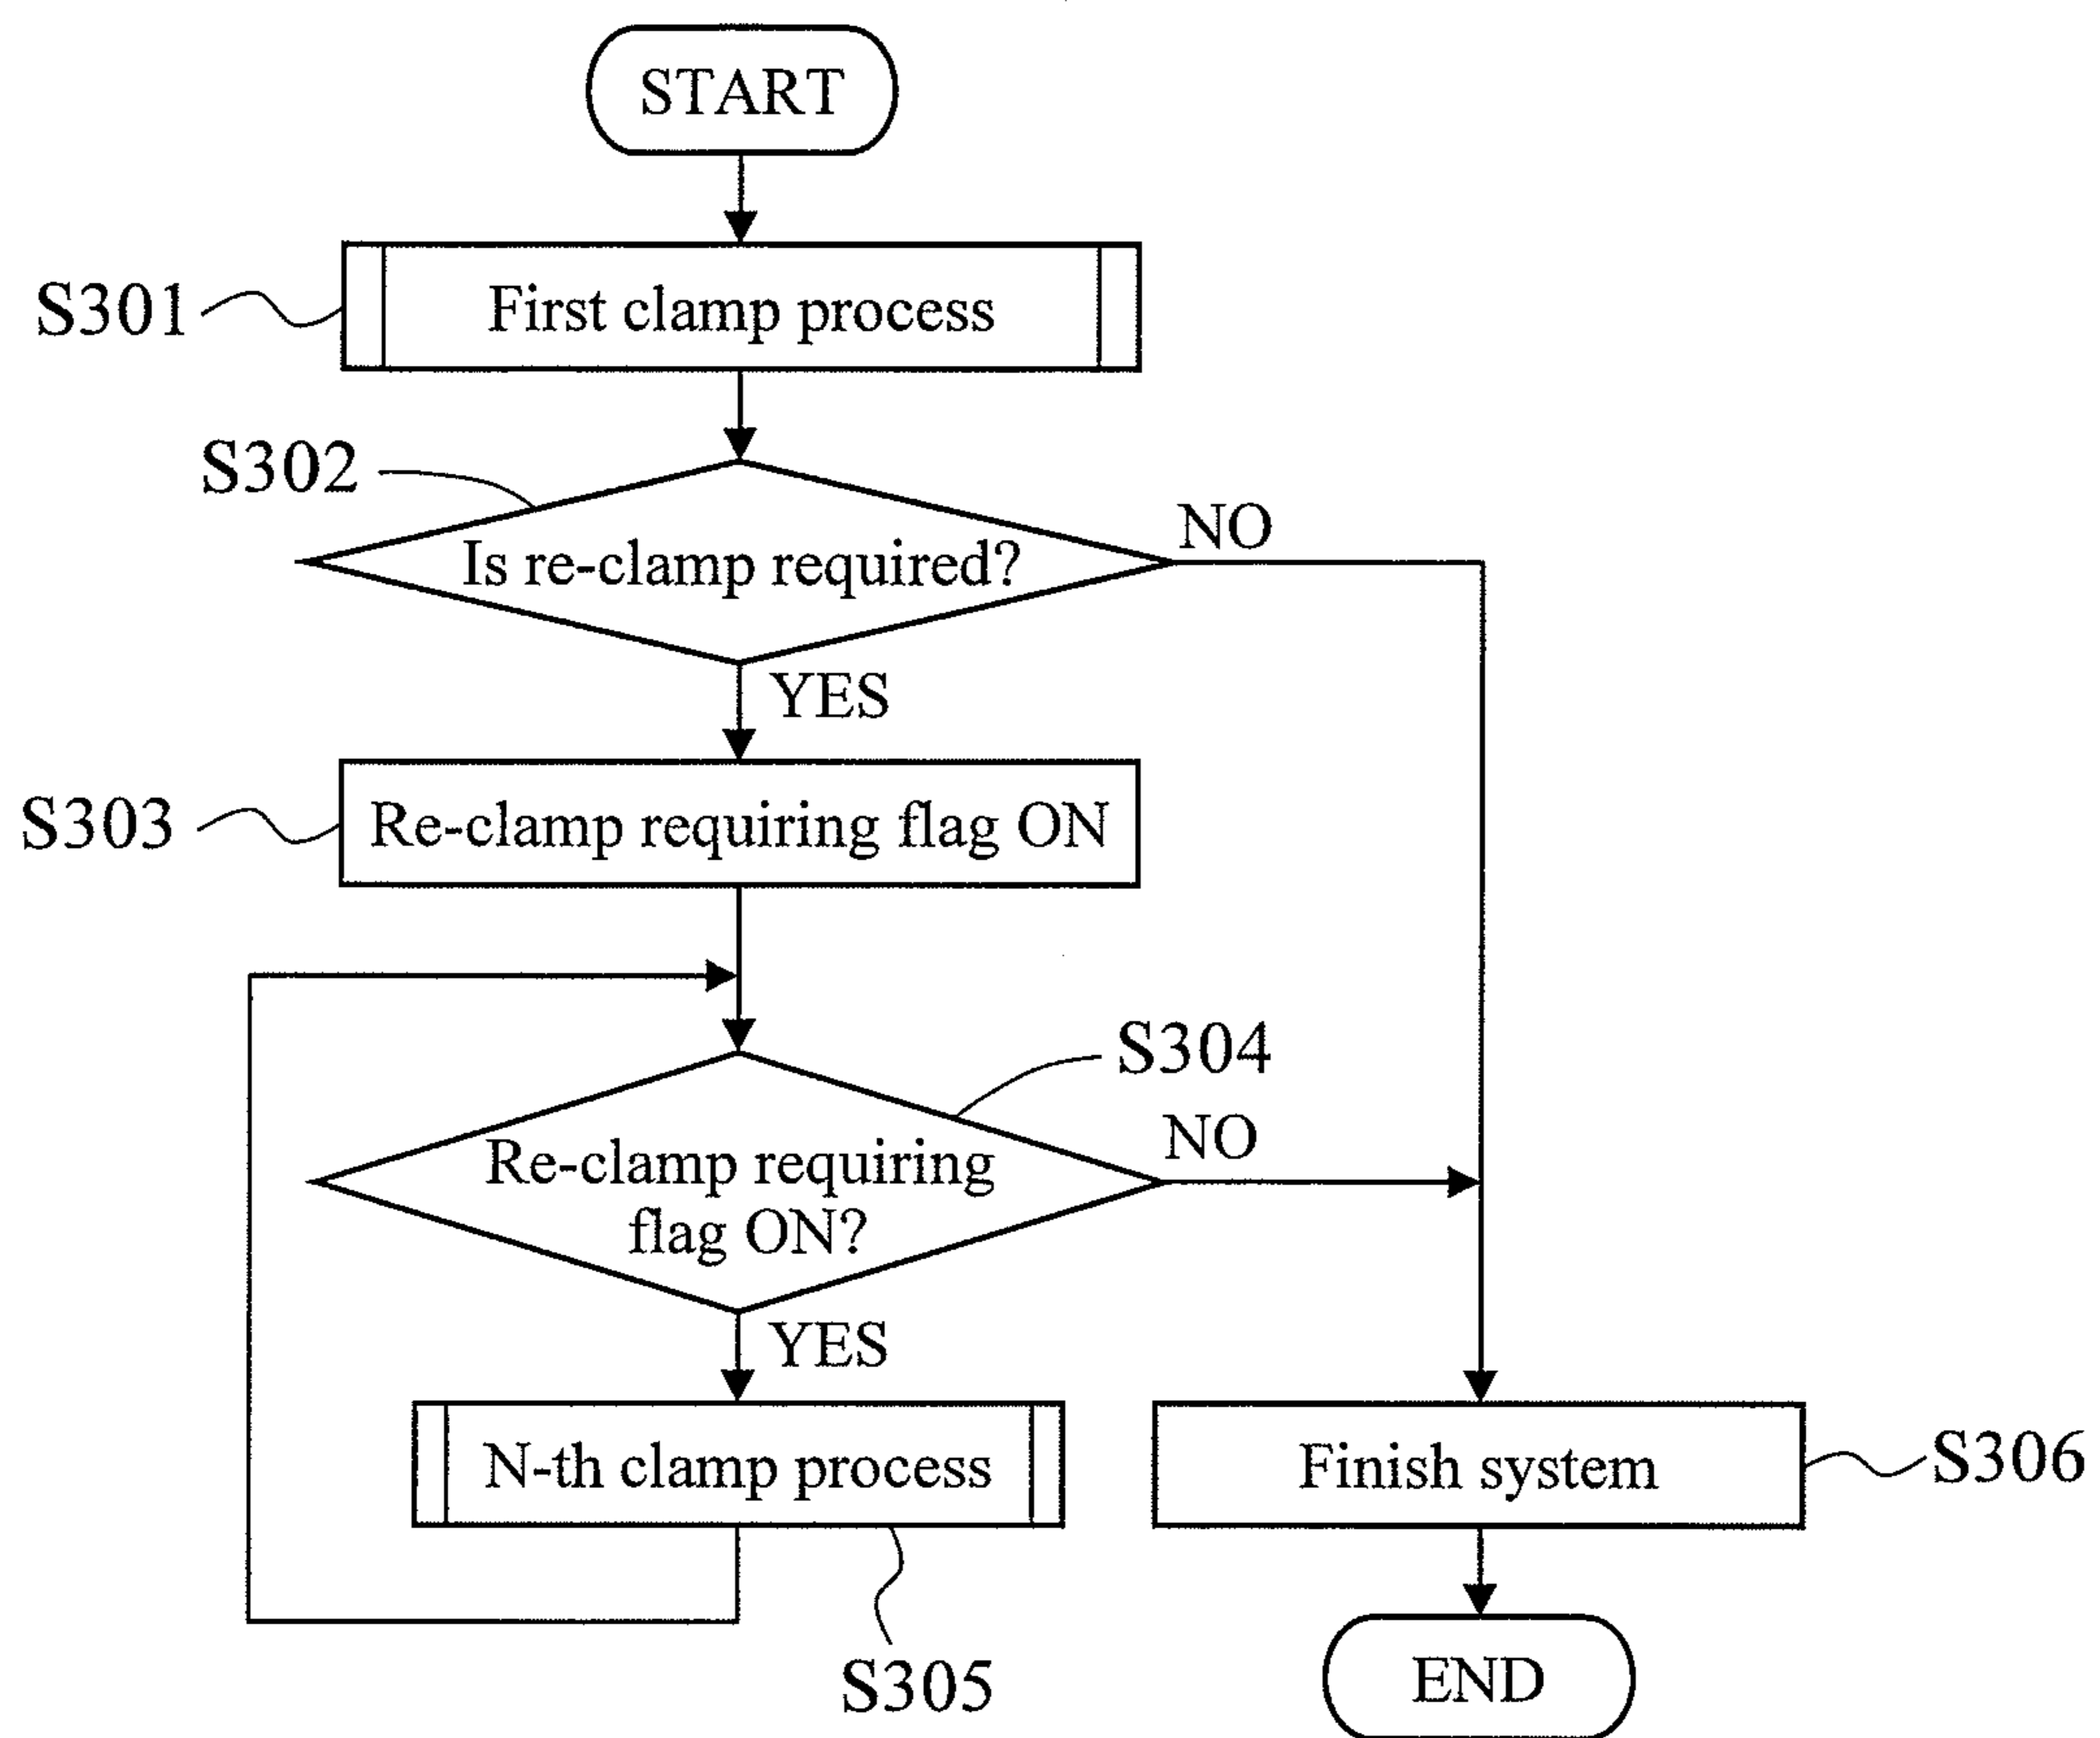 START
S301
First clamp process
S302
NO
Is re-clamp required?
YES
S303
Re-clamp requiring flag ON
S304
NO
Re-clamp requiring
flag ON?
YES
N-th clamp process
Finish system
S306
S305
END